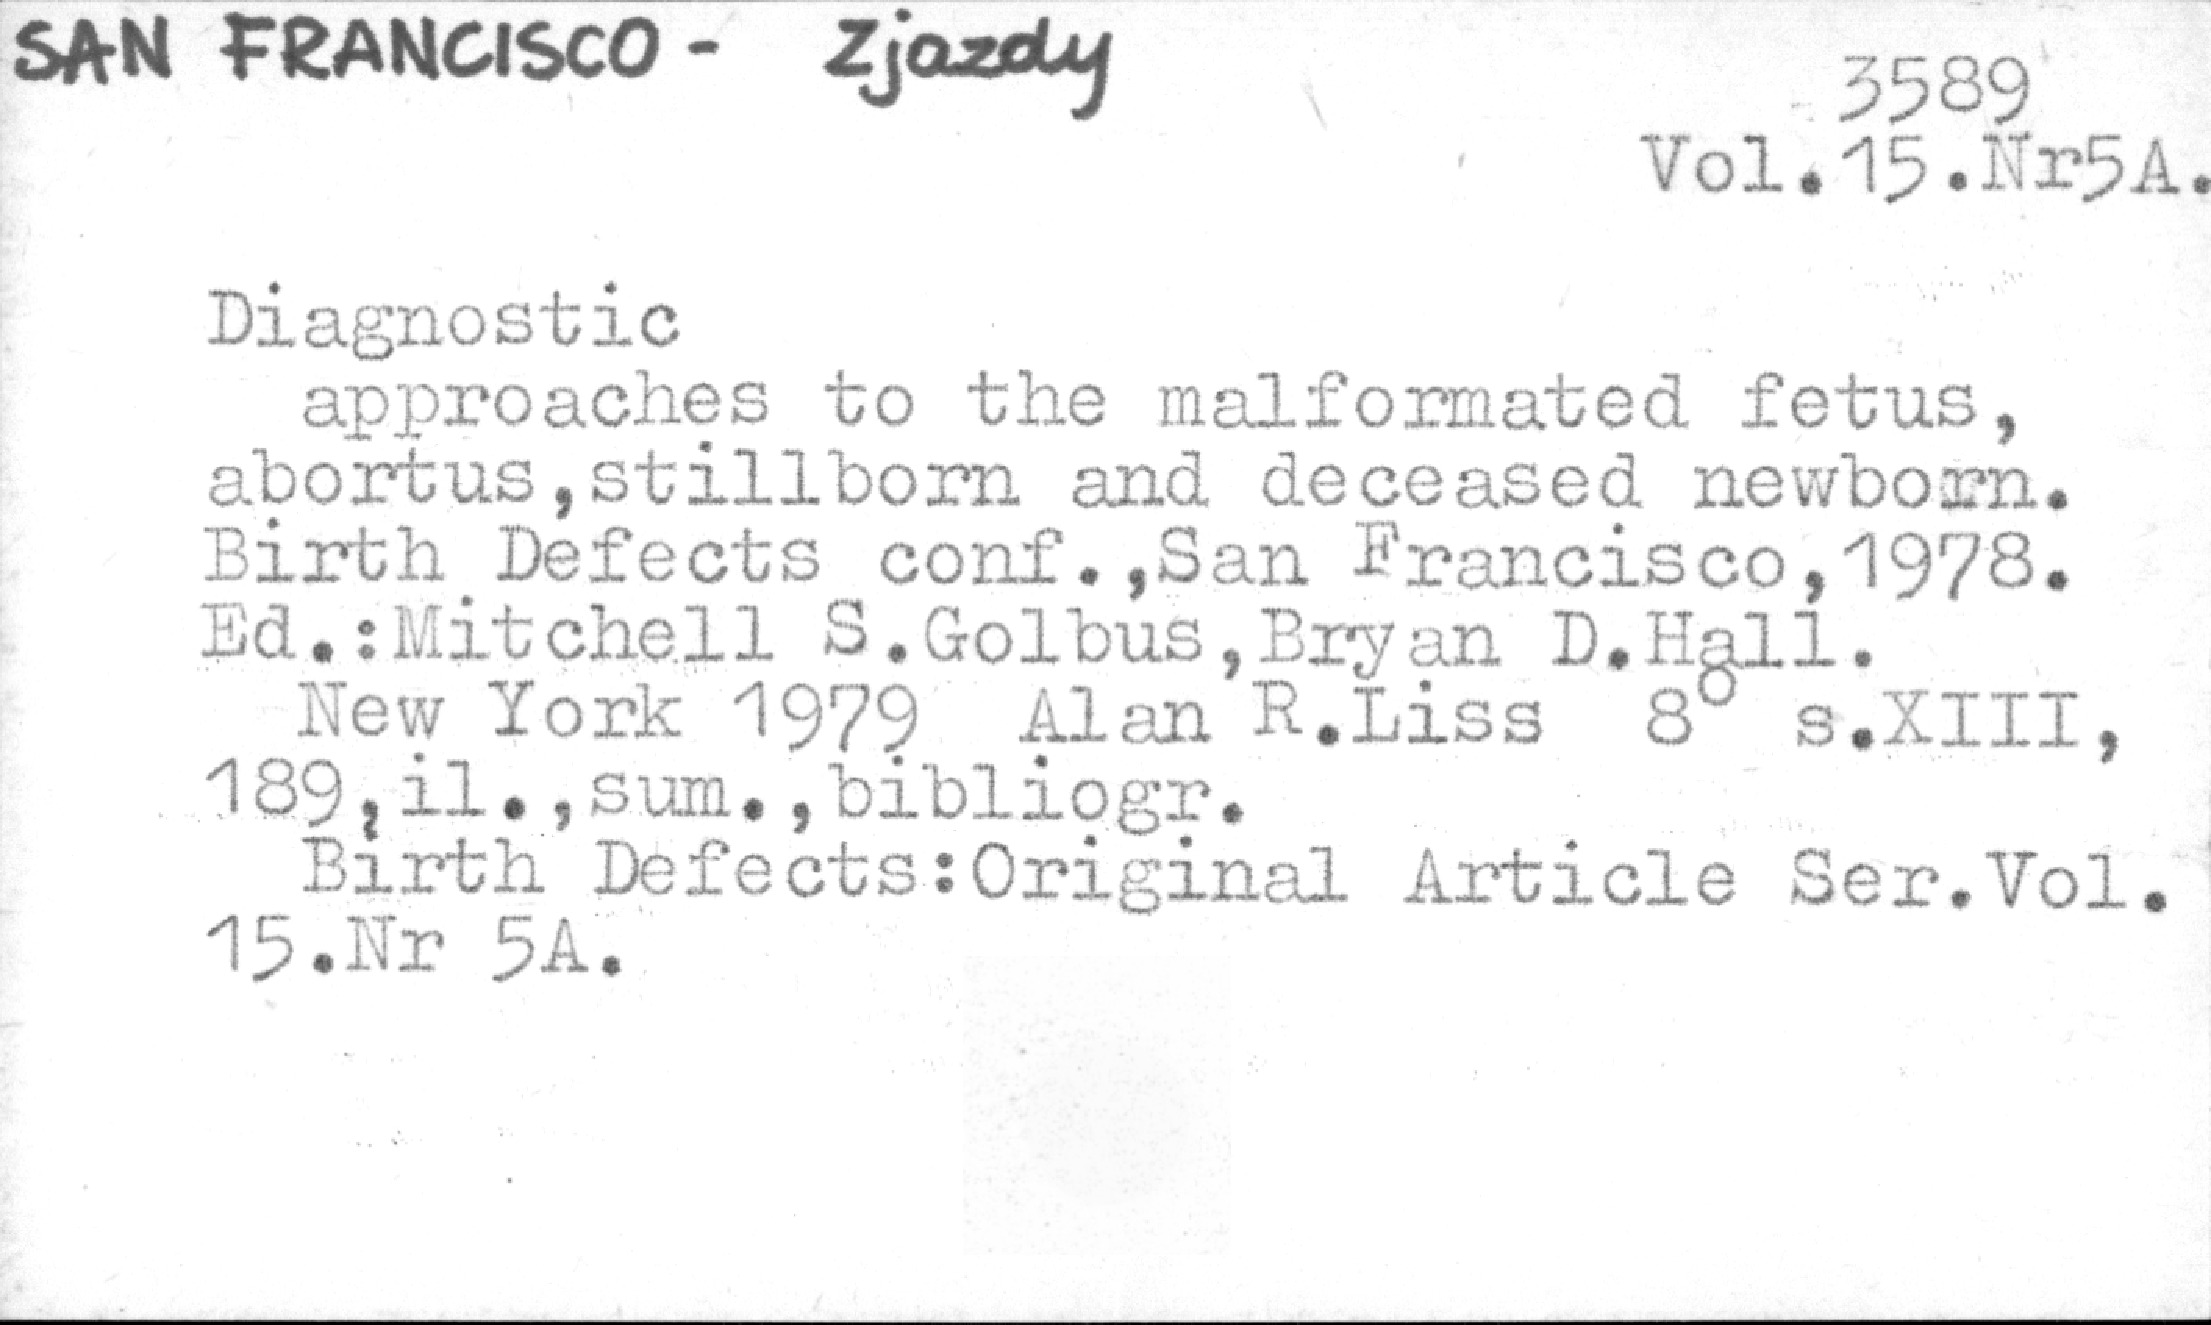 SAN FRANCISCO - Zjazdy
3589
Vol.15.Nr5A.
Diagnostic
approaches to the malformated fetus,
abortus,stillborn and deceased newborn.
Birth Defects conf.,San Francisco,1978.
Ed.:Mitchell S.Golbus,Bryan D.Hall.
New York 1979 Alan R.Liss 8° s.XIII,
189,il.,sum.,bibliogr.
Birth Defects:Original Article Ser.Vol.
15.Nr 5A.